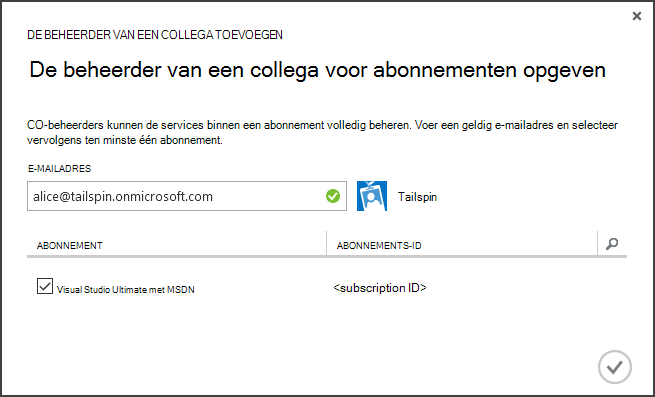 DE BEHEERDER VAN EEN COLLEGA TOEVOEGEN
De beheerder van een collega voor abonnementen opgeven
CO-beheerders kunnen de services binnen een abonnement volledig beheren. Voer een geldig e-mailadres en selecteer
vervolgens ten minste één abonnement.
E-MAILADRES
alice@tailspin.onmicrosoft.com
Tailspin
ABONNEMENT ABONNEMENTS-ID
Visual Studio Ultimate met MSDN <subscription ID>